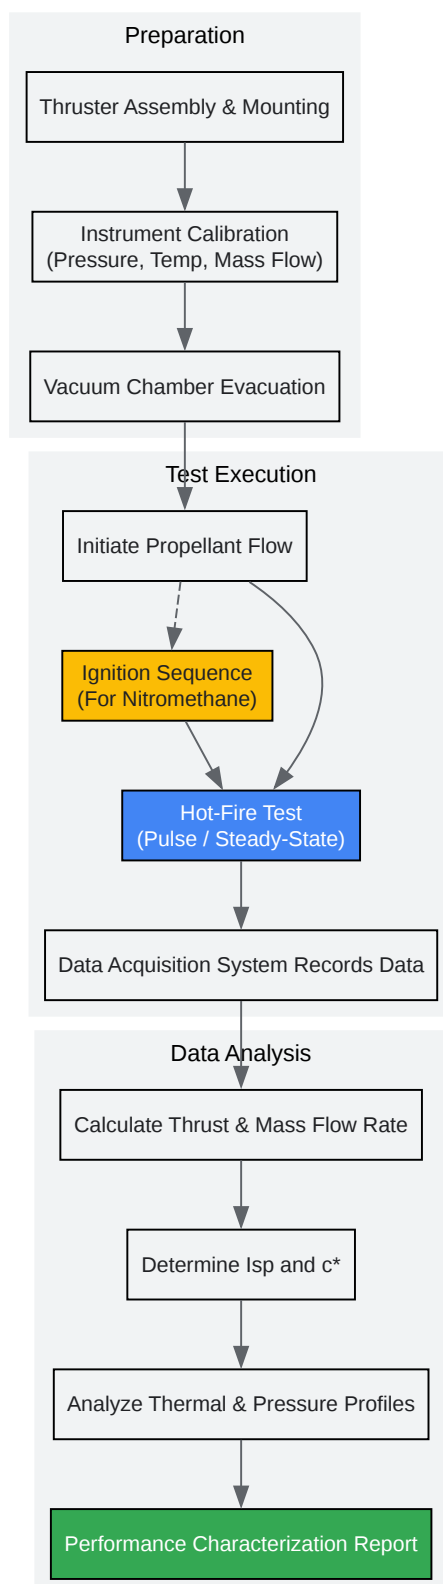 Preparation
Thruster Assembly & Mounting
Instrument Calibration
(Pressure, Temp, Mass Flow)
Vacuum Chamber Evacuation
Test Execution
Initiate Propellant Flow
Ignition Sequence
(For Nitromethane)
Hot-Fire Test
(Pulse / Steady-State)
Data Acquisition System Records Data
Data Analysis
Calculate Thrust & Mass Flow Rate
Determine Isp and c*
Analyze Thermal & Pressure Profiles
Performance Characterization Report